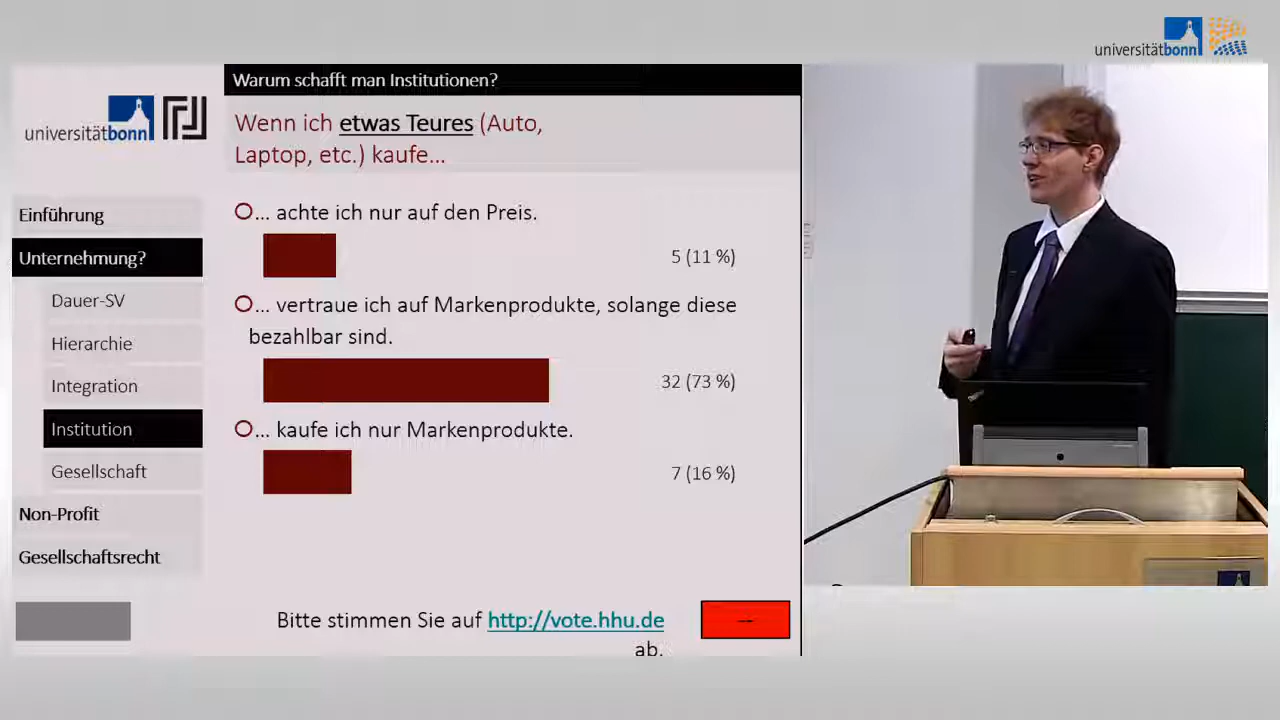 universitätbonn
Warum schafft man Institutionen?
universitätbonn
Wenn ich etwas Teures (Auto,
Laptop, etc.) kaufe...
Einführung
Unternehmung?
Dauer-SV
Hierarchie
Integration
Institution
Gesellschaft
Non-Profit
Gesellschaftsrecht
... achte ich nur auf den Preis.
5 (11 %)
... vertraue ich auf Markenprodukte, solange diese
bezahlbar sind.
32 (73 %)
... kaufe ich nur Markenprodukte.
7 (16 %)
Bitte stimmen Sie auf http://vote.hhu.de
ab.
→